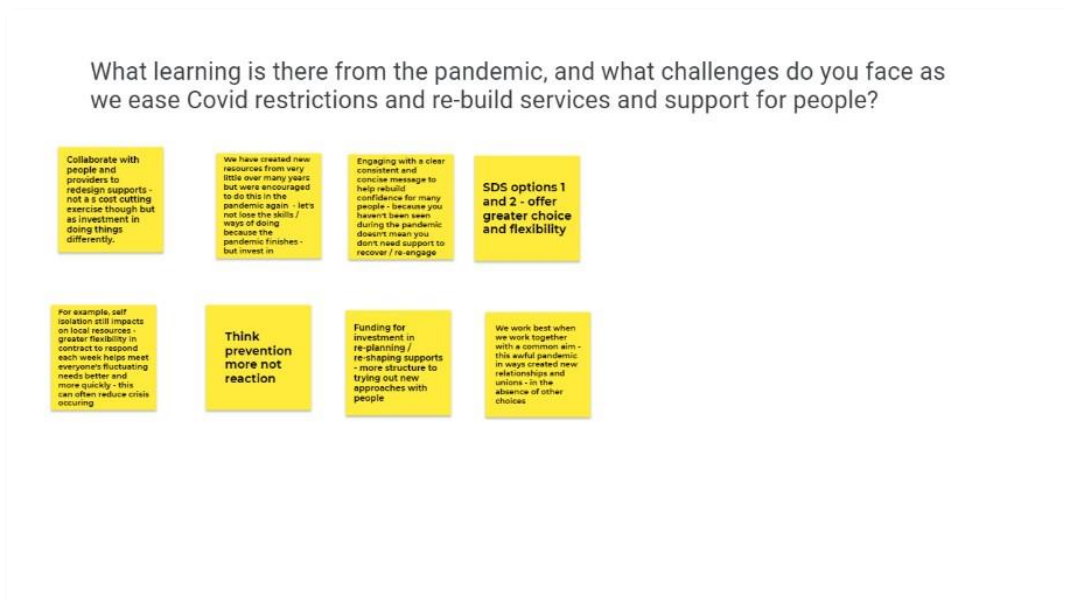 What learning is there from the pandemic, and what challenges do you face as
we ease Covid restrictions and re-build services and support for people?
Collaborate with
people and
providers to
redesign supports -
not a s cost cutting
exercise though but
as investment in
doing things
differently.
We have created new
resources from very
little over many years
but were encouraged
to do this in the
pandemic again - let's
not lose the skills /
ways of doing
because the
pandemic finishes -
but invest in
Engaging with a clear
consistent and
concise message to
help rebuild
confidence for many
people - because you
haven't been seen
during the pandemic
doesn't mean you
don't need support to
recover / re-engage
SDS options 1
and 2 - offer
greater choice
and flexibility
For example, self
isolation still impacts
on local resources -
greater flexibility in
contract to respond
each week helps meet
everyone's fluctuating
needs better and
more quickly - this
can often reduce crisis
occuring
Think
prevention
more not
reaction
Funding for
investment in
re-planning /
re-shaping supports
- more structure to
trying out new
approaches with
people
We work best when
we work together
with a common aim -
this awful pandemic
in ways created new
relationships and
unions - in the
absence of other
choices